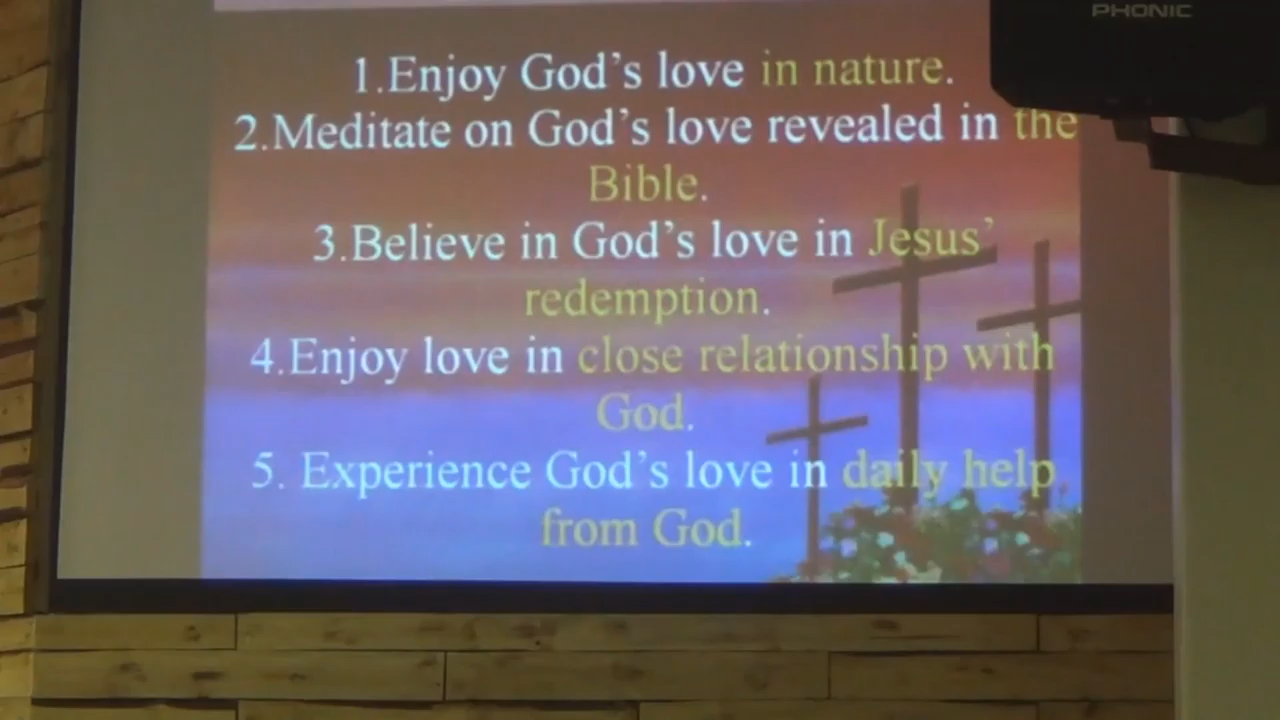 PHONIC
1.Enjoy God’s love in nature.
2.Meditate on God’s love revealed in the
Bible.
3.Believe in God’s love in Jesus’
redemption.
4.Enjoy love in close relationship with
God.
5. Experience God’s love in daily help
from God.